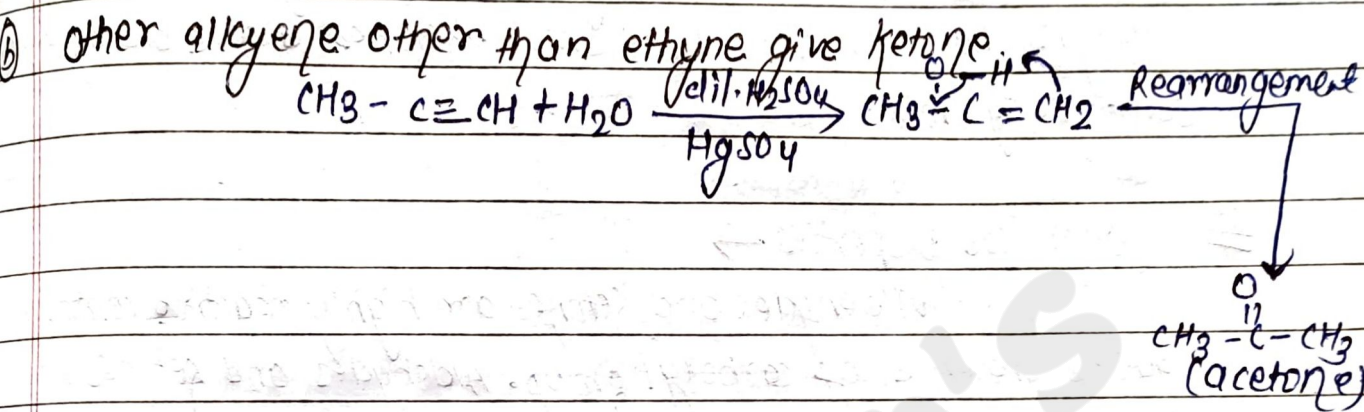 (b) Other alkyene other than ethyne give ketone.
CH3 - C ≡ CH + H2O dil. H2SO4 HgSO4 CH3 - C = CH2 Rearrangement
O - H
O
CH3 - C - CH3
(acetone)